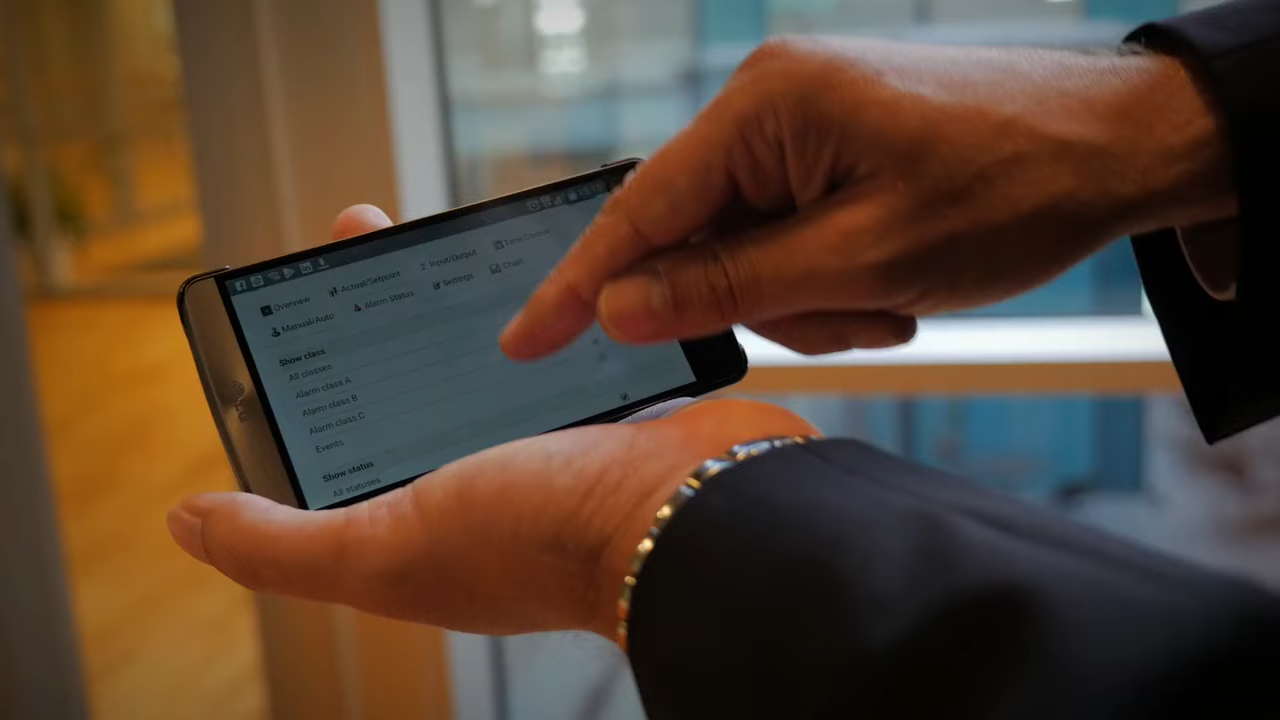 Overview Actual/Setpoint Input/Output Time Control
Manual/Auto Alarm Status Settings Chart
Show class
All classes
Alarm class A
Alarm class B
Alarm class C
Events
Show status
All statuses
LG